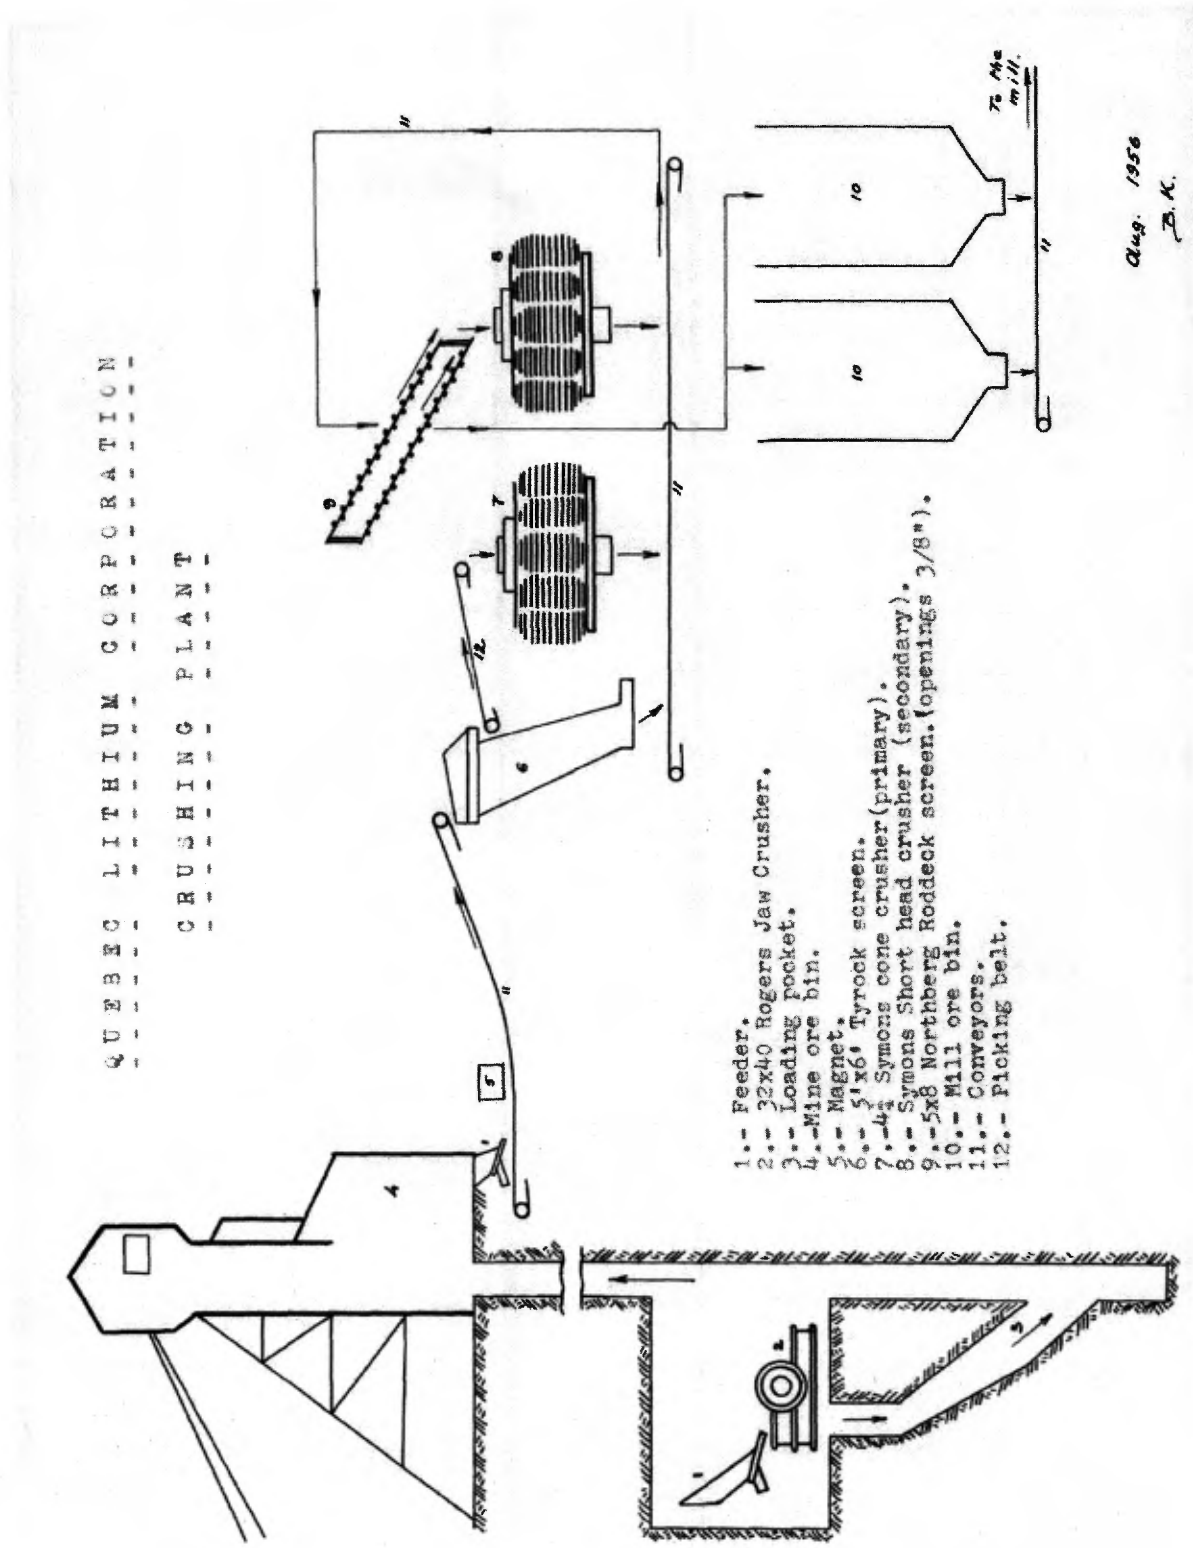 QUEBEC LITHIUM CORPORATION
CRUSHING PLANT
9
11
8
7
12
6
5
11
1
4
11
To the
mill.
10
10
11
1
2
3
1.- Feeder.
2.- 32x40 Rogers Jaw Crusher.
3.- Loading pocket.
4.-Mine ore bin.
5.- Magnet.
6.- 5'x6' Tyrock screen.
7.-4¼ Symons cone crusher(primary).
8.- Symons Short head crusher (secondary).
9.-5x8 Northberg Roddeck screen.(openings 3/8").
10.- Mill ore bin.
11.- Conveyors.
12.- Picking belt.
Aug. 1956
B.K.